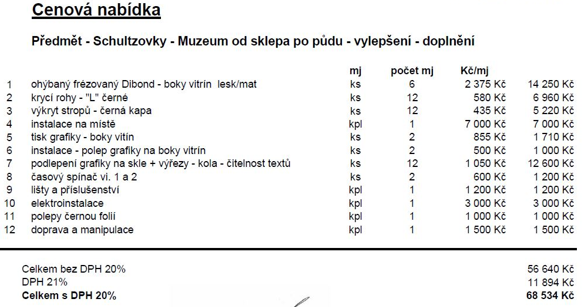 Cenová nabídka
Předmět - Schultzovky - Muzeum od sklepa po půdu - vylepšení - doplnění
mj počet mj Kč/mj
1 ohýbaný frézovaný Dibond - boky vitrín lesk/mat ks 6 2 375 Kč 14 250 Kč
2 krycí rohy - "L" černé ks 12 580 Kč 6 960 Kč
3 výkryt stropů - černá kapa ks 12 435 Kč 5 220 Kč
4 instalace na místě kpl 1 7 000 Kč 7 000 Kč
5 tisk grafiky - boky vitín ks 2 855 Kč 1 710 Kč
6 instalace - polep grafiky na boky vitrín ks 2 500 Kč 1 000 Kč
7 podlepení grafiky na skle + výřezy - kola - čitelnost textů ks 12 1 050 Kč 12 600 Kč
8 časový spínač vi. 1 a 2 ks 2 600 Kč 1 200 Kč
9 lišty a příslušenství kpl 1 1 200 Kč 1 200 Kč
10 elektroinstalace kpl 1 3 000 Kč 3 000 Kč
11 polepy černou folií kpl 1 1 000 Kč 1 000 Kč
12 doprava a manipulace kpl 1 1 500 Kč 1 500 Kč
Celkem bez DPH 20% 56 640 Kč
DPH 21% 11 894 Kč
Celkem s DPH 20% 68 534 Kč